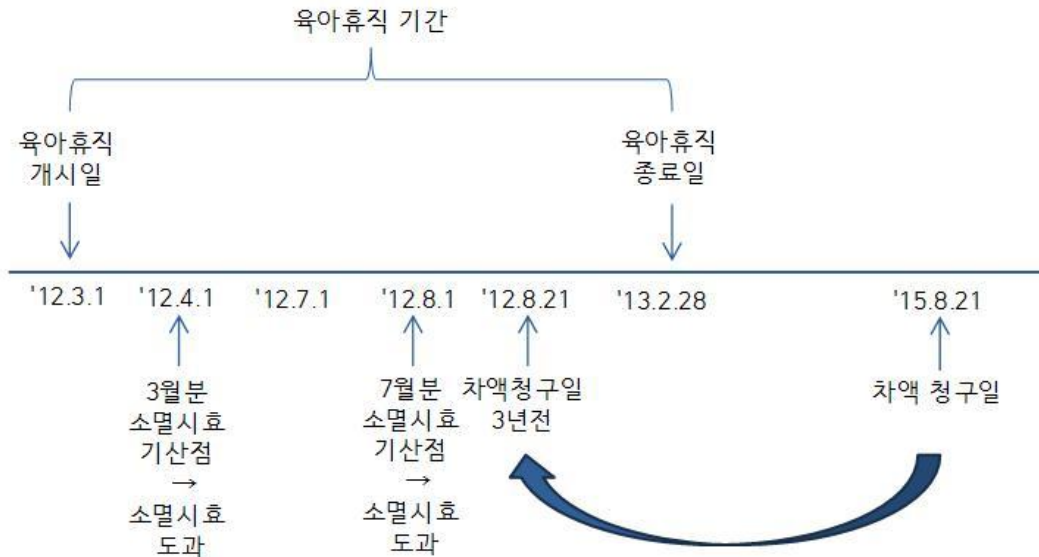 육아휴직 기간
육아휴직
개시일
육아휴직
종료일
'12.3.1
'12.4.1
'12.7.1
'12.8.1
'12.8.21
'13.2.28
'15.8.21
3월분
소멸시효
기산점
→
소멸시효
도과
7월분
소멸시효
기산점
→
소멸시효
도과
차액청구일
3년전
차액 청구일